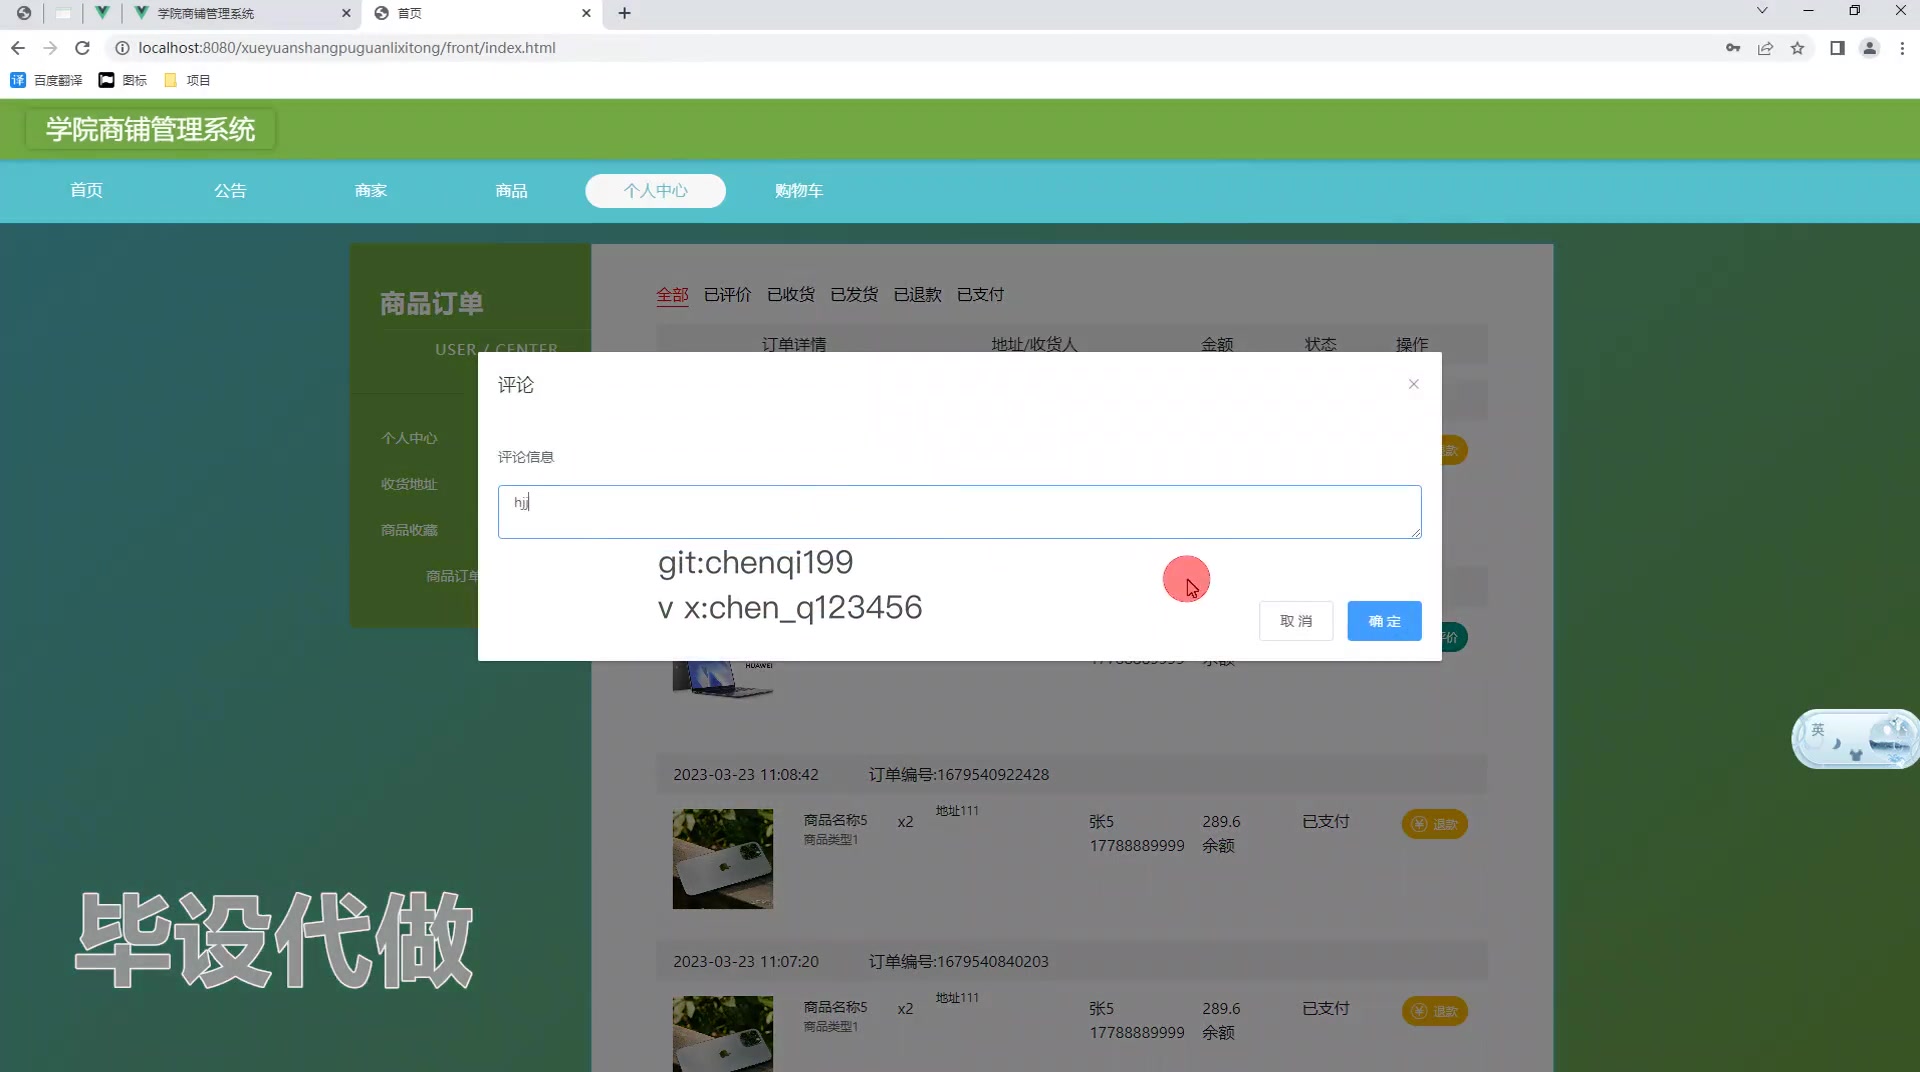 学院商铺管理系统
首页
localhost:8080/xueyuanshangpuguanlixitong/front/index.html
译 百度翻译 图标 项目
学院商铺管理系统
首页 公告 商家 商品 个人中心 购物车
商品订单
USER / CENTER
个人中心
收货地址
商品收藏
商品订单
全部 已评价 已收货 已发货 已退款 已支付
订单详情 地址/收货人 金额 状态 操作
评论
评论信息
hjj
git:chenqi199
v x:chen_q123456
取消 确定
HUAWEI
2023-03-23 11:08:42 订单编号:1679540922428
商品名称5 x2 地址111 张5 289.6 已支付 退款
商品类型1 17788889999 余额
2023-03-23 11:07:20 订单编号:1679540840203
商品名称5 x2 地址111 张5 289.6 已支付 退款
商品类型1 17788889999 余额
英
毕设代做